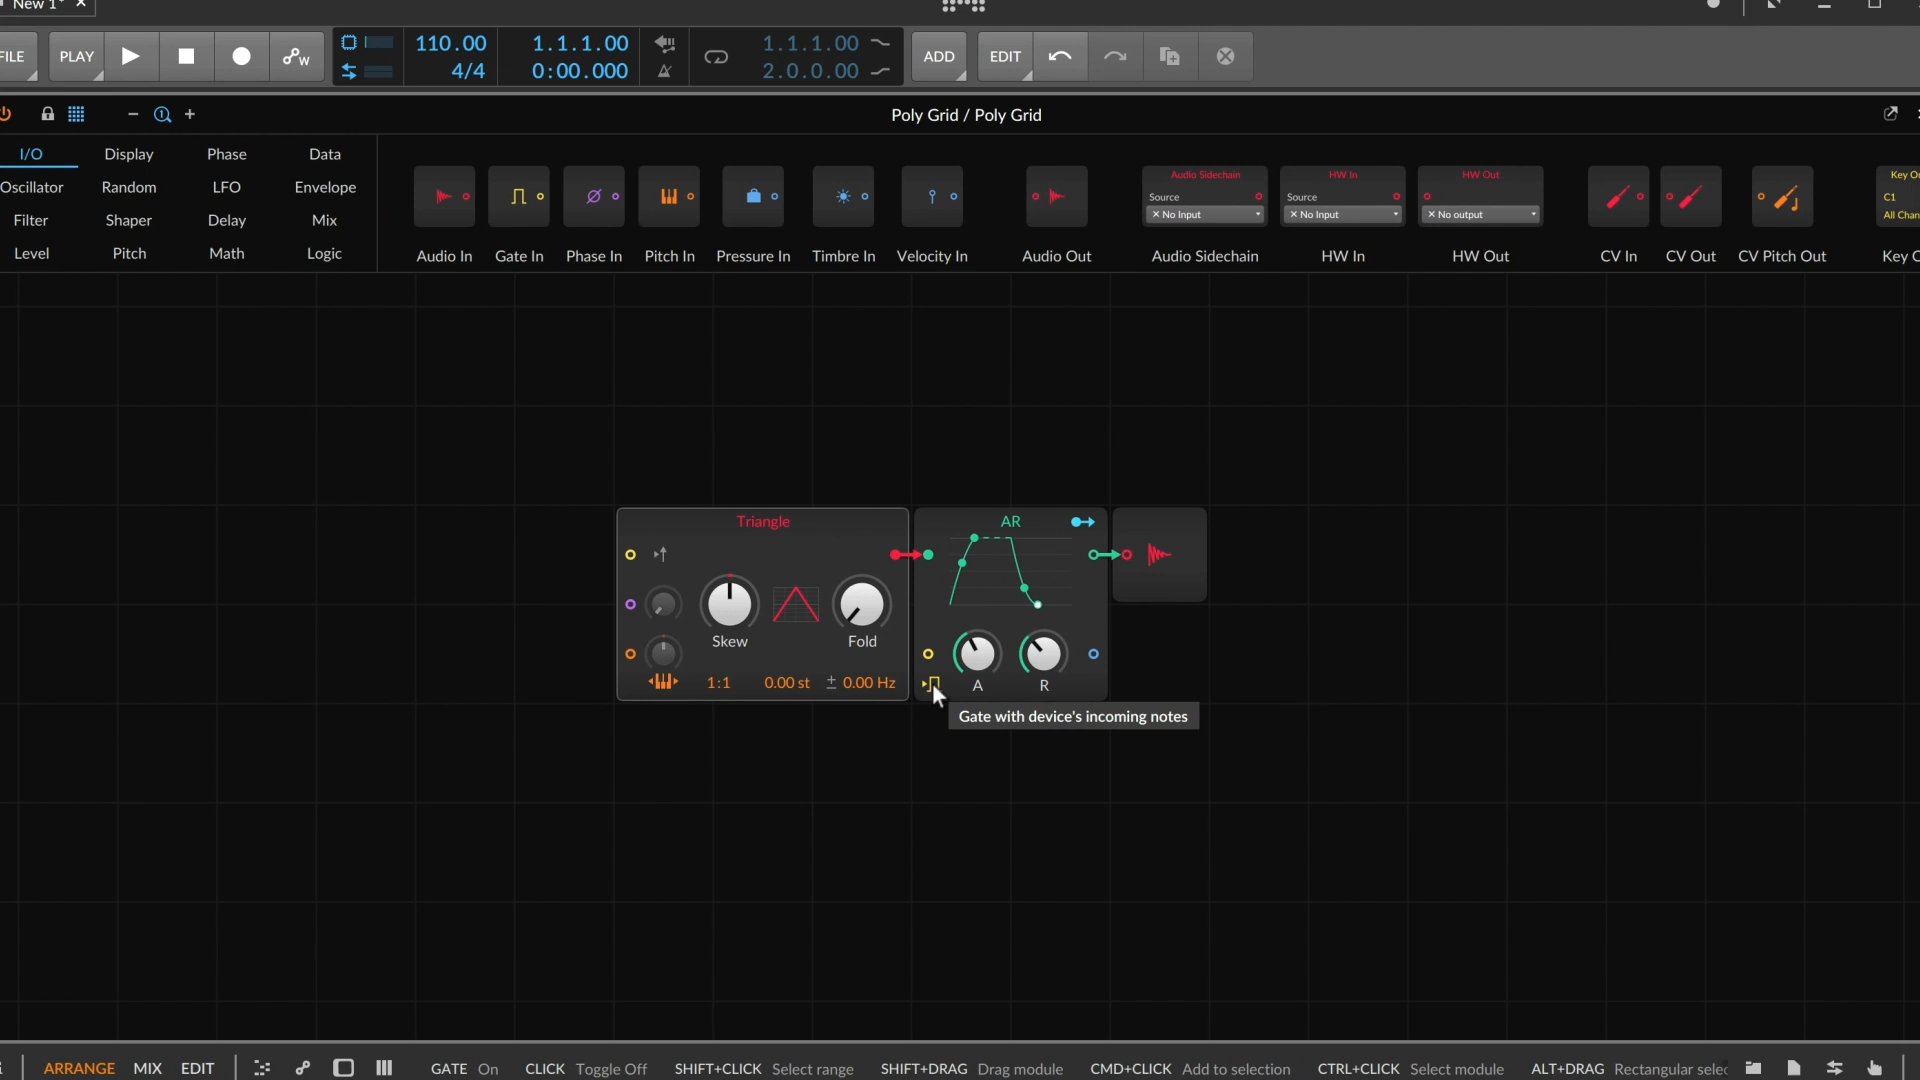 New 1*
FILE PLAY 110.00 1.1.1.00 1.1.1.00 ADD EDIT
4/4 0:00.000 2.0.0.00
Poly Grid / Poly Grid
I/O Display Phase Data
Oscillator Random LFO Envelope
Filter Shaper Delay Mix
Level Pitch Math Logic
Audio Sidechain HW In HW Out
Source Source C1
× No Input × No Input × No output
Audio In Gate In Phase In Pitch In Pressure In Timbre In Velocity In Audio Out Audio Sidechain HW In HW Out CV In CV Out CV Pitch Out
Triangle AR
Skew Fold
1:1 0.00 st ± 0.00 Hz A R
Gate with device's incoming notes
ARRANGE MIX EDIT GATE On CLICK Toggle Off SHIFT+CLICK Select range SHIFT+DRAG Drag module CMD+CLICK Add to selection CTRL+CLICK Select module ALT+DRAG Rectangular selec